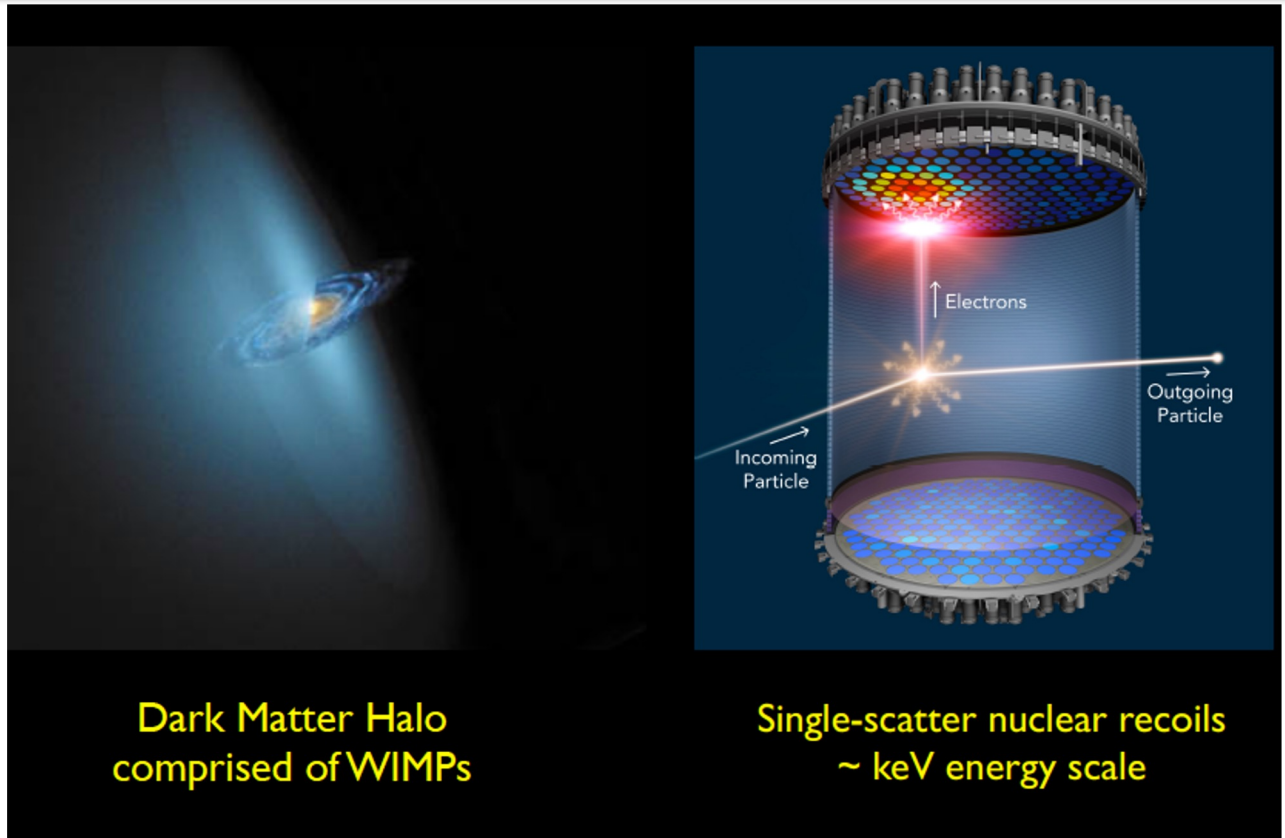 Electrons
Outgoing
Particle
Incoming
Particle
Dark Matter Halo
comprised of WIMPs
Single-scatter nuclear recoils
~ keV energy scale